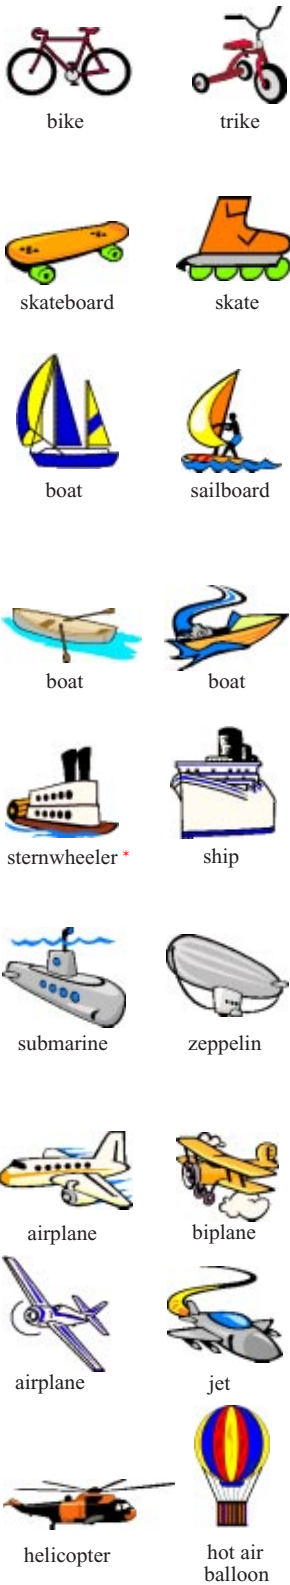 bike trike
skateboard skate
boat sailboard
boat boat
sternwheeler * ship
submarine zeppelin
airplane biplane
airplane jet
helicopter hot air
balloon